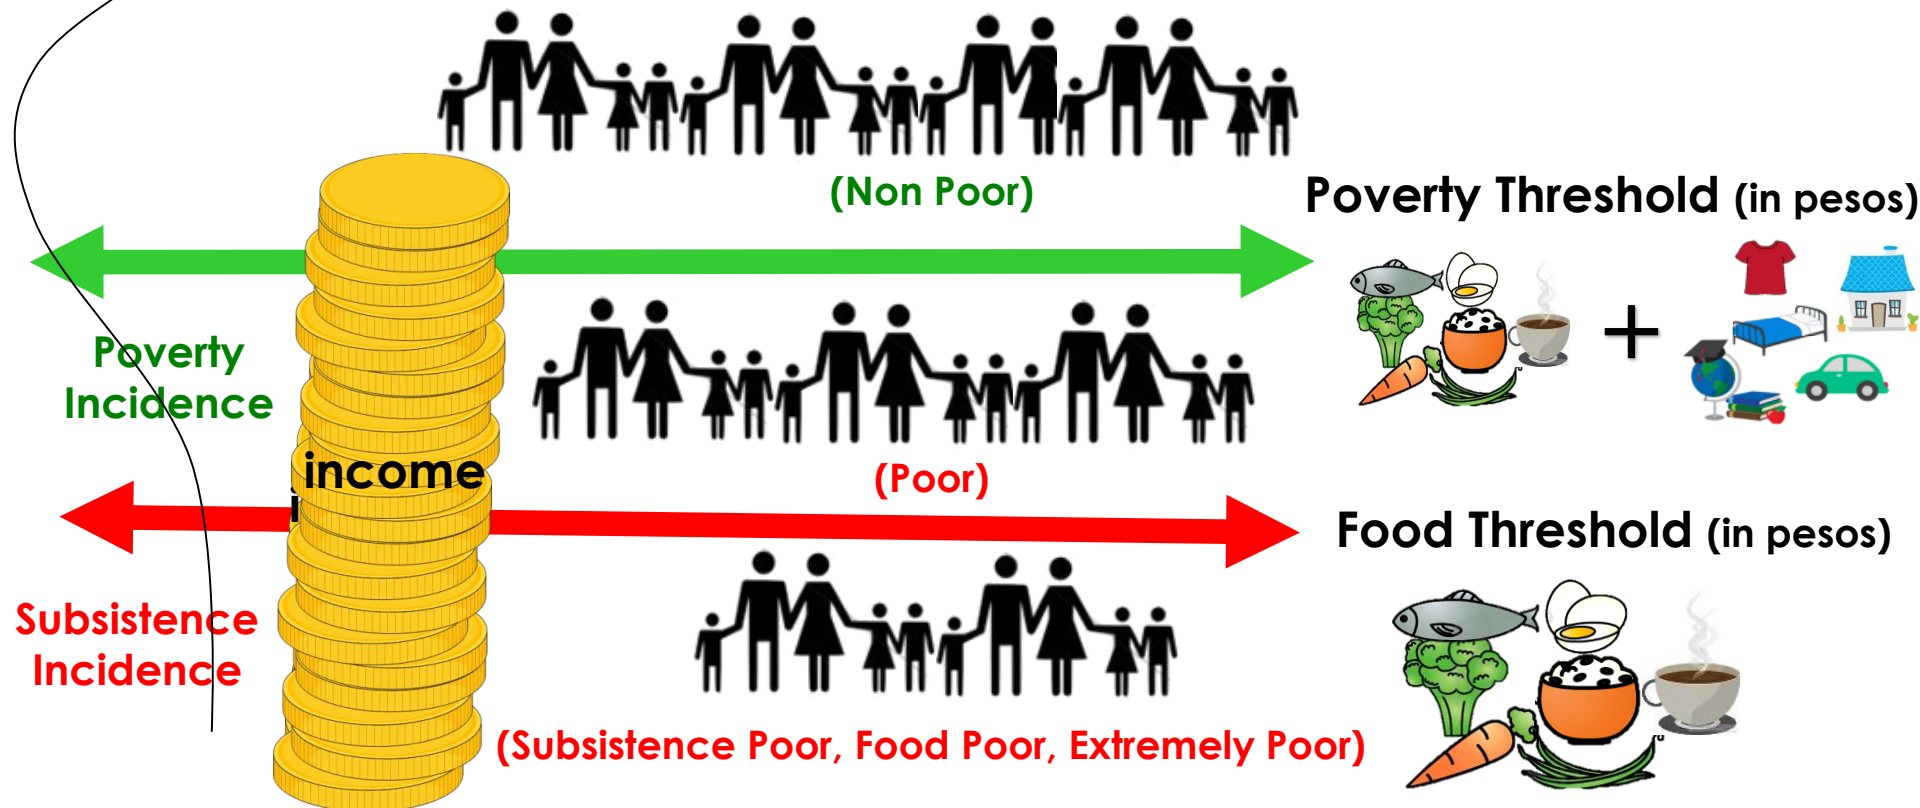 (Non Poor)
Poverty Threshold (in pesos)
Poverty
Incidence
income
i
(Poor)
Food Threshold (in pesos)
Subsistence
Incidence
(Subsistence Poor, Food Poor, Extremely Poor)